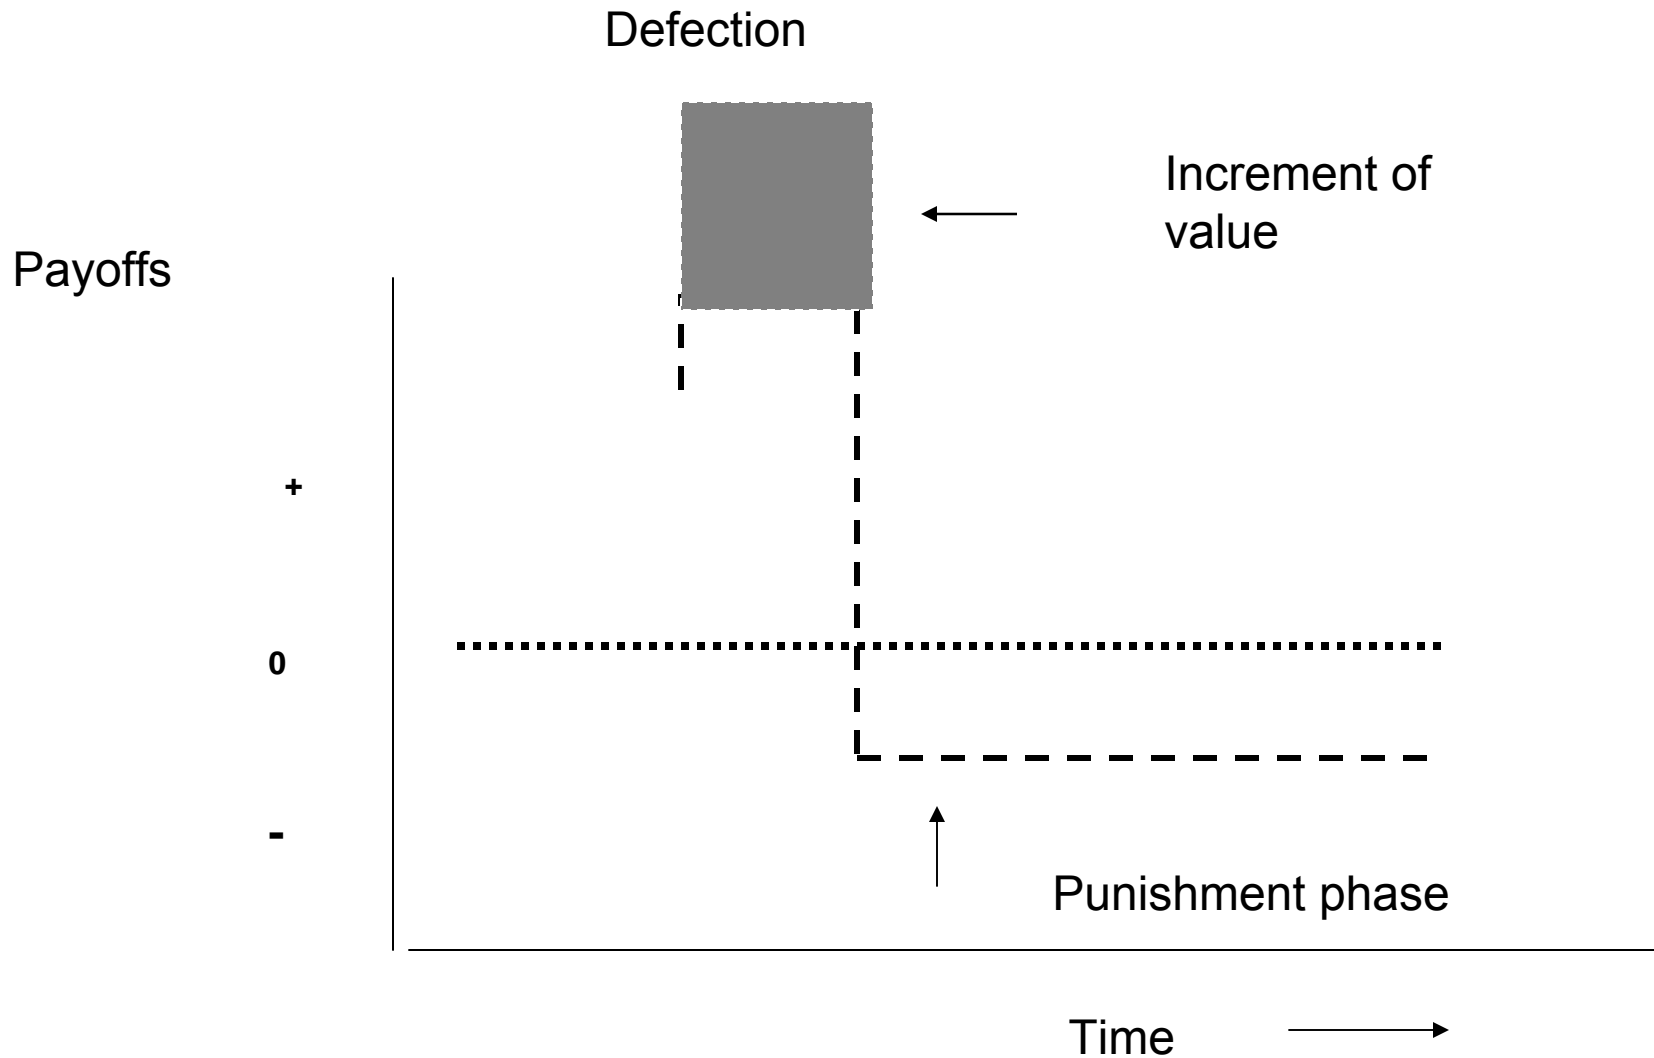 Defection
Increment of
value
Payoffs
+
0
-
Punishment phase
Time